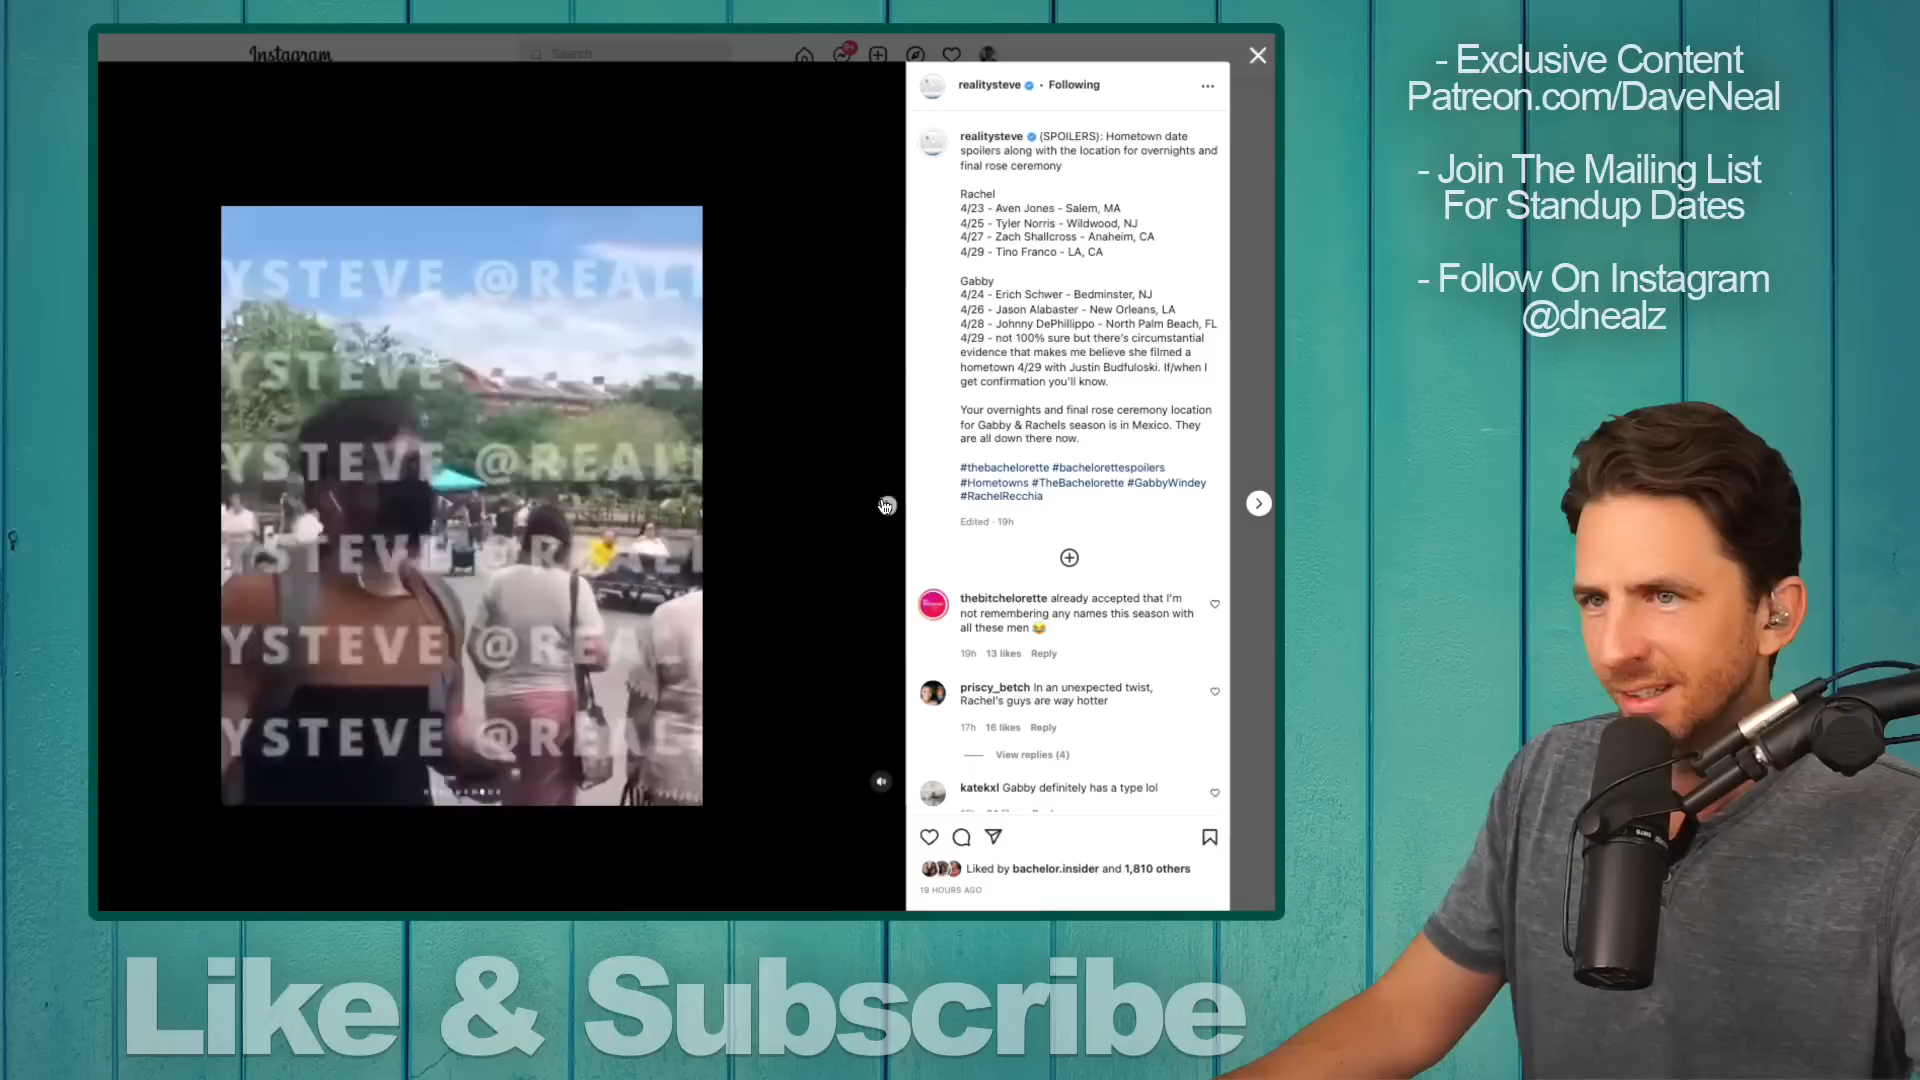 Instagram
Search
realitysteve • Following
realitysteve (SPOILERS): Hometown date
spoilers along with the location for overnights and
final rose ceremony
Rachel
4/23 - Aven Jones - Salem, MA
4/25 - Tyler Norris - Wildwood, NJ
4/27 - Zach Shallcross - Anaheim, CA
4/29 - Tino Franco - LA, CA
Gabby
4/24 - Erich Schwer - Bedminster, NJ
4/26 - Jason Alabaster - New Orleans, LA
4/28 - Johnny DePhillippo - North Palm Beach, FL
4/29 - not 100% sure but there's circumstantial
evidence that makes me believe she filmed a
hometown 4/29 with Justin Budfuloski. If/when I
get confirmation you'll know.
Your overnights and final rose ceremony location
for Gabby & Rachels season is in Mexico. They
are all down there now.
#thebachelorette #bachelorettespoilers
#Hometowns #TheBachelorette #GabbyWindey
#RachelRecchia
Edited · 19h
thebitchelorette already accepted that I'm
not remembering any names this season with
all these men 😂
19h 13 likes Reply
priscy_betch In an unexpected twist,
Rachel's guys are way hotter
17h 16 likes Reply
View replies (4)
katekxl Gabby definitely has a type lol
Liked by bachelor.insider and 1,810 others
19 HOURS AGO
YSTEVE @REALI
YSTEVE
YSTEVE @REALI
YSTEVE
YSTEVE @REAL
YSTEVE @REALI
- Exclusive Content
Patreon.com/DaveNeal
- Join The Mailing List
For Standup Dates
- Follow On Instagram
@dnealz
Like & Subscribe